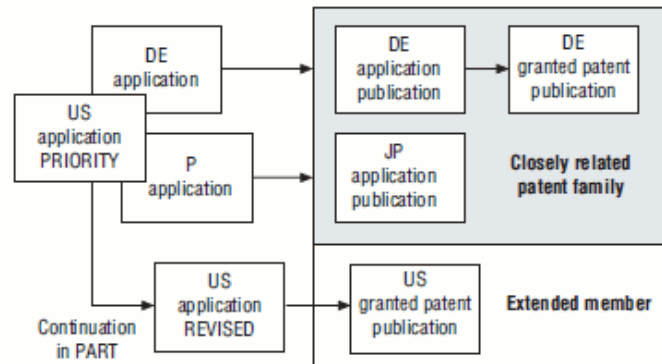 DE
application
US
application
PRIORITY
P
application
DE
application
publication
DE
granted patent
publication
JP
application
publication
Closely related
patent family
Continuation
in PART
US
application
REVISED
US
granted patent
publication
Extended member